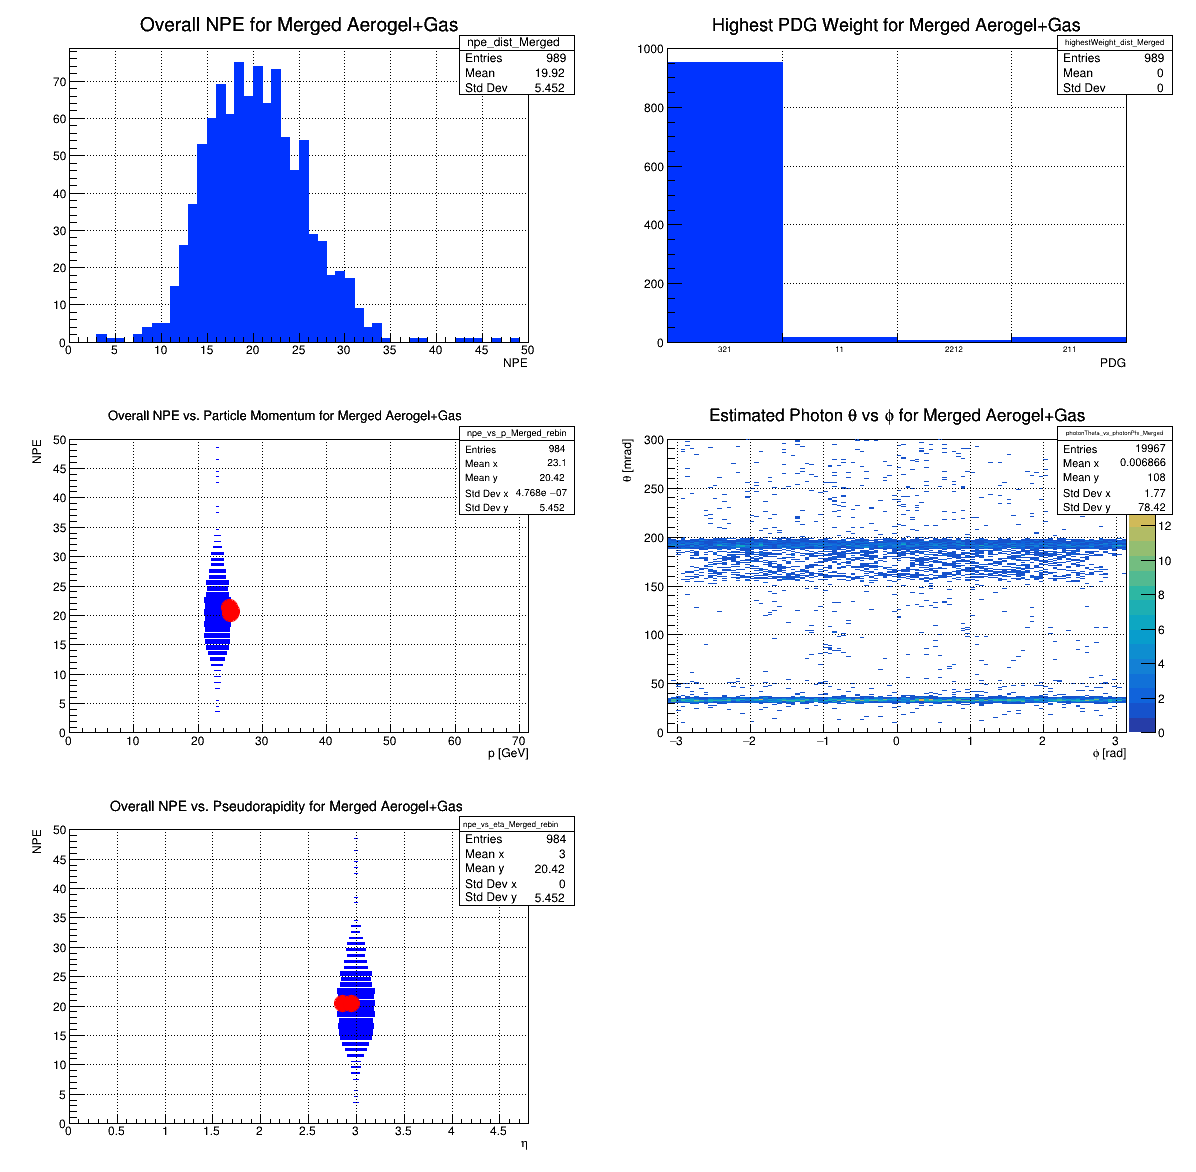 Overall NPE for Merged Aerogel+Gas
npe_dist_Merged
Entries 989
Mean 19.92
Std Dev 5.452
70
60
50
40
30
20
10
0
0 5 10 15 20 25 30 35 40 45 50
NPE
Highest PDG Weight for Merged Aerogel+Gas
highestWeight_dist_Merged
Entries 989
Mean 0
Std Dev 0
1000
800
600
400
200
0
321 11 2212 211
PDG
Overall NPE vs. Particle Momentum for Merged Aerogel+Gas
npe_vs_p_Merged_rebin
Entries 984
Mean x 23.1
Mean y 20.42
Std Dev x 4.768e −07
Std Dev y 5.452
NPE
50
45
40
35
30
25
20
15
10
5
0
0 10 20 30 40 50 60 70
p [GeV]
Estimated Photon θ vs ϕ for Merged Aerogel+Gas
photonTheta_vs_photonPhi_Merged
Entries 19967
Mean x 0.006866
Mean y 108
Std Dev x 1.77
Std Dev y 78.42
θ [mrad]
300
250
200
150
100
50
0
−3 −2 −1 0 1 2 3
ϕ [rad]
12
10
8
6
4
2
0
Overall NPE vs. Pseudorapidity for Merged Aerogel+Gas
npe_vs_eta_Merged_rebin
Entries 984
Mean x 3
Mean y 20.42
Std Dev x 0
Std Dev y 5.452
NPE
50
45
40
35
30
25
20
15
10
5
0
0 0.5 1 1.5 2 2.5 3 3.5 4 4.5
η